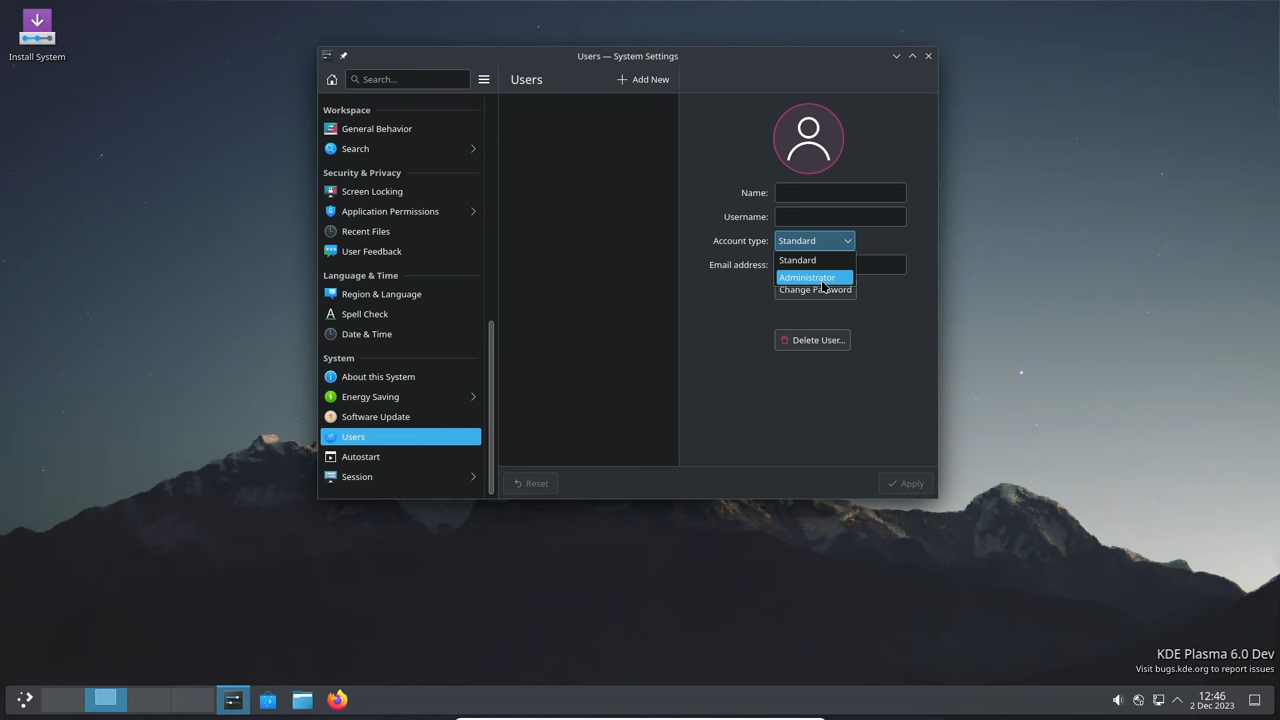 Install System
Users — System Settings
Search...
Users
Add New
Workspace
General Behavior
Search
Security & Privacy
Screen Locking
Application Permissions
Recent Files
User Feedback
Language & Time
Region & Language
Spell Check
Date & Time
System
About this System
Energy Saving
Software Update
Users
Autostart
Session
Name:
Username:
Account type:
Standard
Standard
Administrator
Email address:
Change Password
Delete User...
Reset
Apply
KDE Plasma 6.0 Dev
Visit bugs.kde.org to report issues
12:46
2 Dec 2023